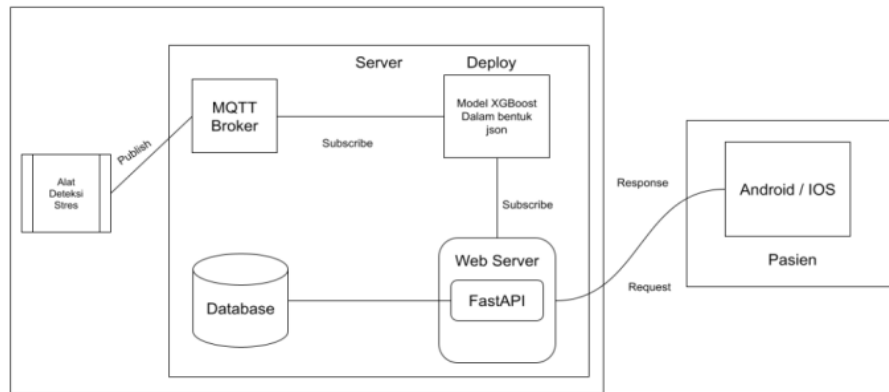 Server
Deploy
MQTT
Broker
Model XGBoost
Dalam bentuk
json
Publish
Subscribe
Alat
Deteksi
Stres
Subscribe
Response
Android / IOS
Pasien
Web Server
FastAPI
Database
Request